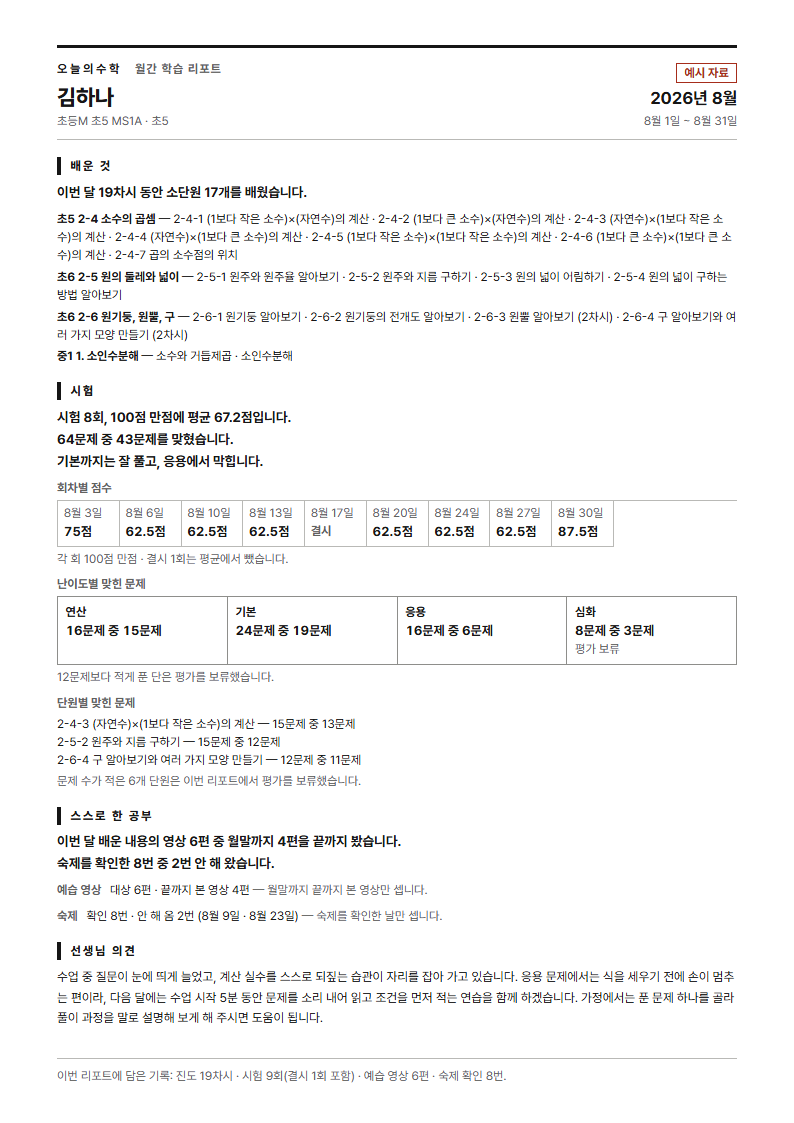 오늘의수학 월간 학습 리포트
예시 자료
김하나
2026년 8월
초등M 초5 MS1A · 초5
8월 1일 ~ 8월 31일
배운 것
이번 달 19차시 동안 소단원 17개를 배웠습니다.
초5 2-4 소수의 곱셈 — 2-4-1 (1보다 작은 소수)×(자연수)의 계산 · 2-4-2 (1보다 큰 소수)×(자연수)의 계산 · 2-4-3 (자연수)×(1보다 작은 소
수)의 계산 · 2-4-4 (자연수)×(1보다 큰 소수)의 계산 · 2-4-5 (1보다 작은 소수)×(1보다 작은 소수)의 계산 · 2-4-6 (1보다 큰 소수)×(1보다 큰 소
수)의 계산 · 2-4-7 곱의 소수점의 위치
초6 2-5 원의 둘레와 넓이 — 2-5-1 원주와 원주율 알아보기 · 2-5-2 원주와 지름 구하기 · 2-5-3 원의 넓이 어림하기 · 2-5-4 원의 넓이 구하는
방법 알아보기
초6 2-6 원기둥, 원뿔, 구 — 2-6-1 원기둥 알아보기 · 2-6-2 원기둥의 전개도 알아보기 · 2-6-3 원뿔 알아보기 (2차시) · 2-6-4 구 알아보기와 여
러 가지 모양 만들기 (2차시)
중1 1. 소인수분해 — 소수와 거듭제곱 · 소인수분해
시험
시험 8회, 100점 만점에 평균 67.2점입니다.
64문제 중 43문제를 맞혔습니다.
기본까지는 잘 풀고, 응용에서 막힙니다.
회차별 점수
8월 3일 8월 6일 8월 10일 8월 13일 8월 17일 8월 20일 8월 24일 8월 27일 8월 30일
75점 62.5점 62.5점 62.5점 결시 62.5점 62.5점 62.5점 87.5점
각 회 100점 만점 · 결시 1회는 평균에서 뺐습니다.
난이도별 맞힌 문제
연산 기본 응용 심화
16문제 중 15문제 24문제 중 19문제 16문제 중 6문제 8문제 중 3문제
평가 보류
12문제보다 적게 푼 단은 평가를 보류했습니다.
단원별 맞힌 문제
2-4-3 (자연수)×(1보다 작은 소수)의 계산 — 15문제 중 13문제
2-5-2 원주와 지름 구하기 — 15문제 중 12문제
2-6-4 구 알아보기와 여러 가지 모양 만들기 — 12문제 중 11문제
문제 수가 적은 6개 단원은 이번 리포트에서 평가를 보류했습니다.
스스로 한 공부
이번 달 배운 내용의 영상 6편 중 월말까지 4편을 끝까지 봤습니다.
숙제를 확인한 8번 중 2번 안 해 왔습니다.
예습 영상 대상 6편 · 끝까지 본 영상 4편 — 월말까지 끝까지 본 영상만 셉니다.
숙제 확인 8번 · 안 해 옴 2번 (8월 9일 · 8월 23일) — 숙제를 확인한 날만 셉니다.
선생님 의견
수업 중 질문이 눈에 띄게 늘었고, 계산 실수를 스스로 되짚는 습관이 자리를 잡아 가고 있습니다. 응용 문제에서는 식을 세우기 전에 손이 멈추
는 편이라, 다음 달에는 수업 시작 5분 동안 문제를 소리 내어 읽고 조건을 먼저 적는 연습을 함께 하겠습니다. 가정에서는 푼 문제 하나를 골라
풀이 과정을 말로 설명해 보게 해 주시면 도움이 됩니다.
이번 리포트에 담은 기록: 진도 19차시 · 시험 9회(결시 1회 포함) · 예습 영상 6편 · 숙제 확인 8번.